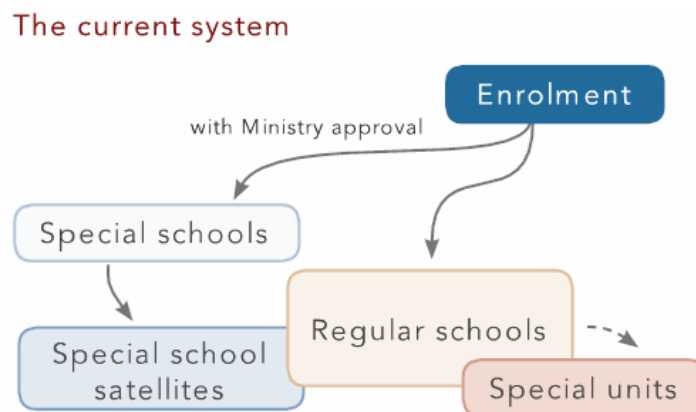 The current system
Enrolment
with Ministry approval
Special schools
Regular schools
Special school
satellites
Special units